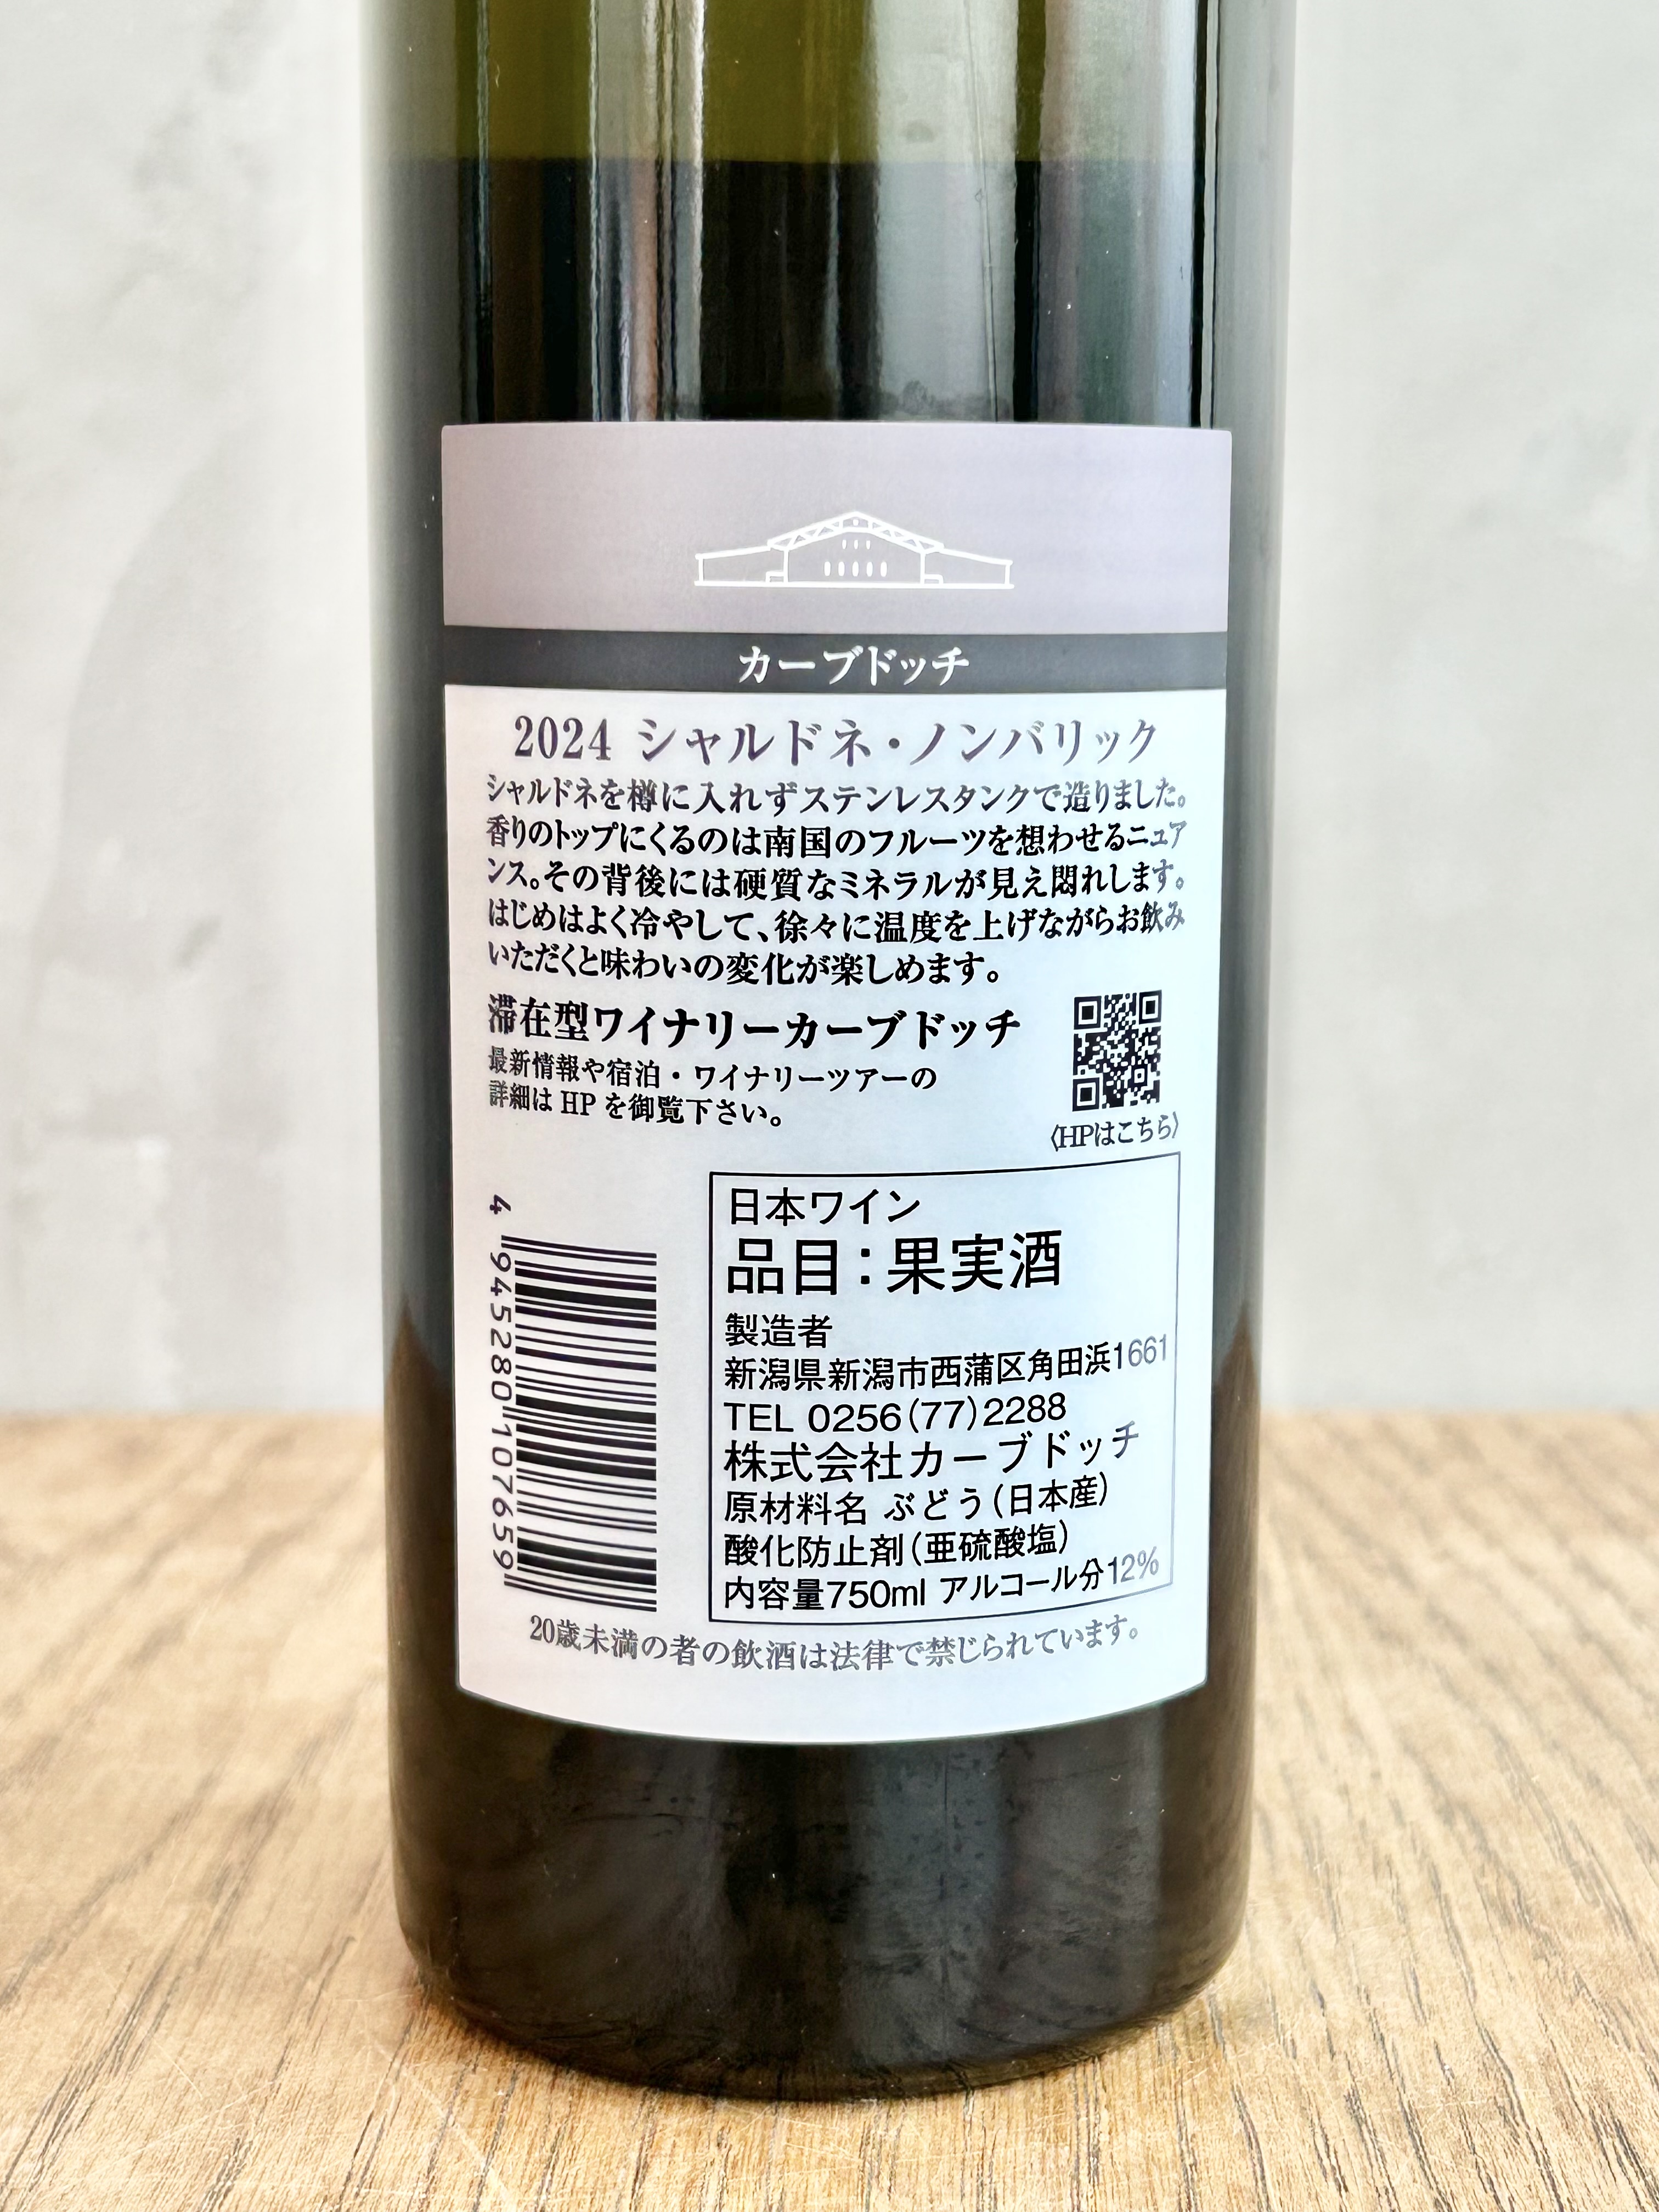 カーブドッチ
2024 シャルドネ・ノンバリック
シャルドネを樽に入れずステンレスタンクで造りました。
香りのトップにくるのは南国のフルーツを想わせるニュア
ンス。その背後には硬質なミネラルが見え悶れします。
はじめはよく冷やして、徐々に温度を上げながらお飲み
いただくと味わいの変化が楽しめます。
滞在型ワイナリーカーブドッチ
最新情報や宿泊・ワイナリーツアーの
詳細は HP を御覧下さい。
〈HPはこちら〉
4 945280 107659
日本ワイン
品目：果実酒
製造者
新潟県新潟市西蒲区角田浜1661
TEL 0256(77)2288
株式会社カーブドッチ
原材料名 ぶどう(日本産)
酸化防止剤(亜硫酸塩)
内容量750ml アルコール分12%
20歳未満の者の飲酒は法律で禁じられています。